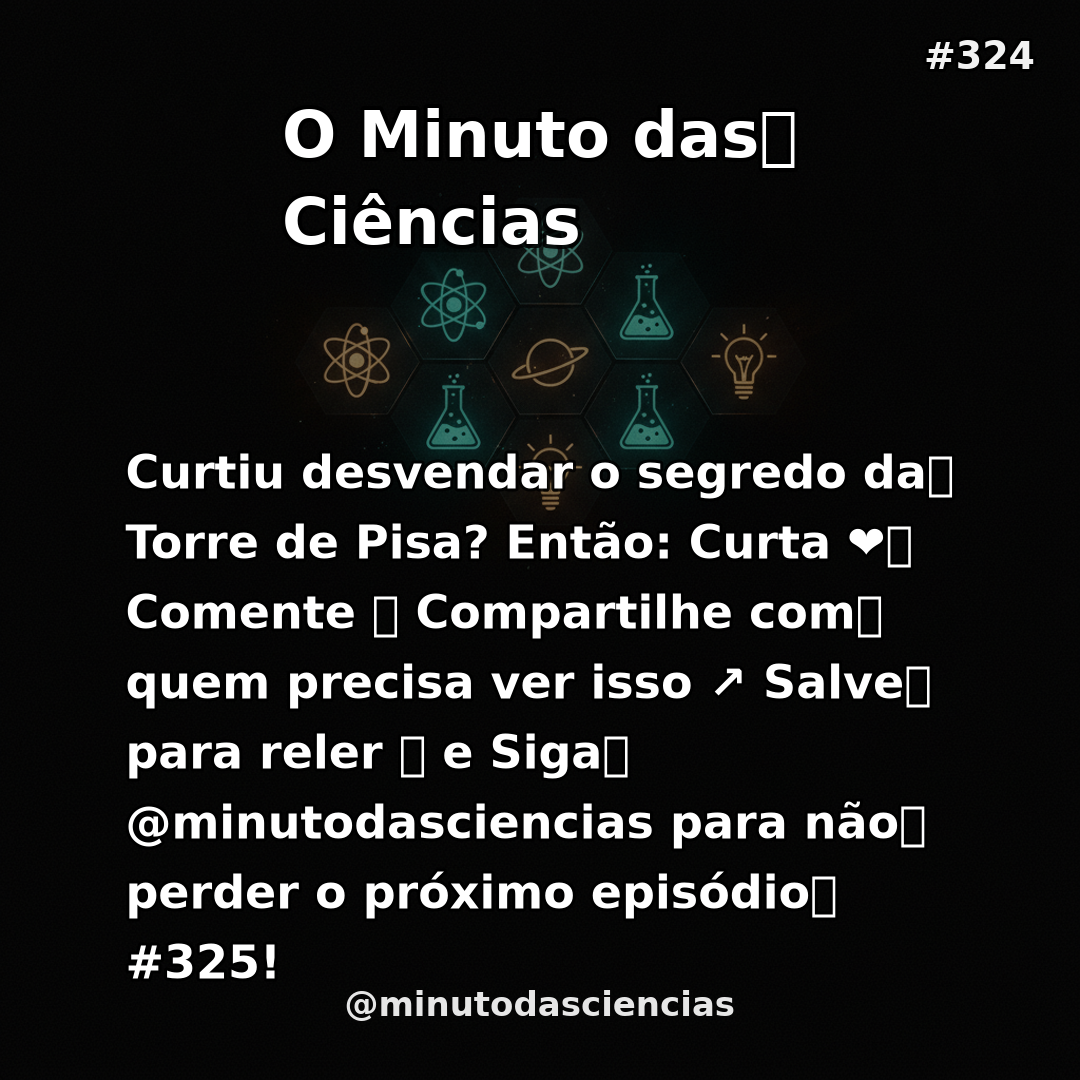 #324
O Minuto das▯
Ciências
Curtiu desvendar o segredo da▯
Torre de Pisa? Então: Curta ❤▯
Comente ▯ Compartilhe com▯
quem precisa ver isso ↗ Salve▯
para reler ▯ e Siga▯
@minutodasciencias para não▯
perder o próximo episódio▯
#325!
@minutodasciencias